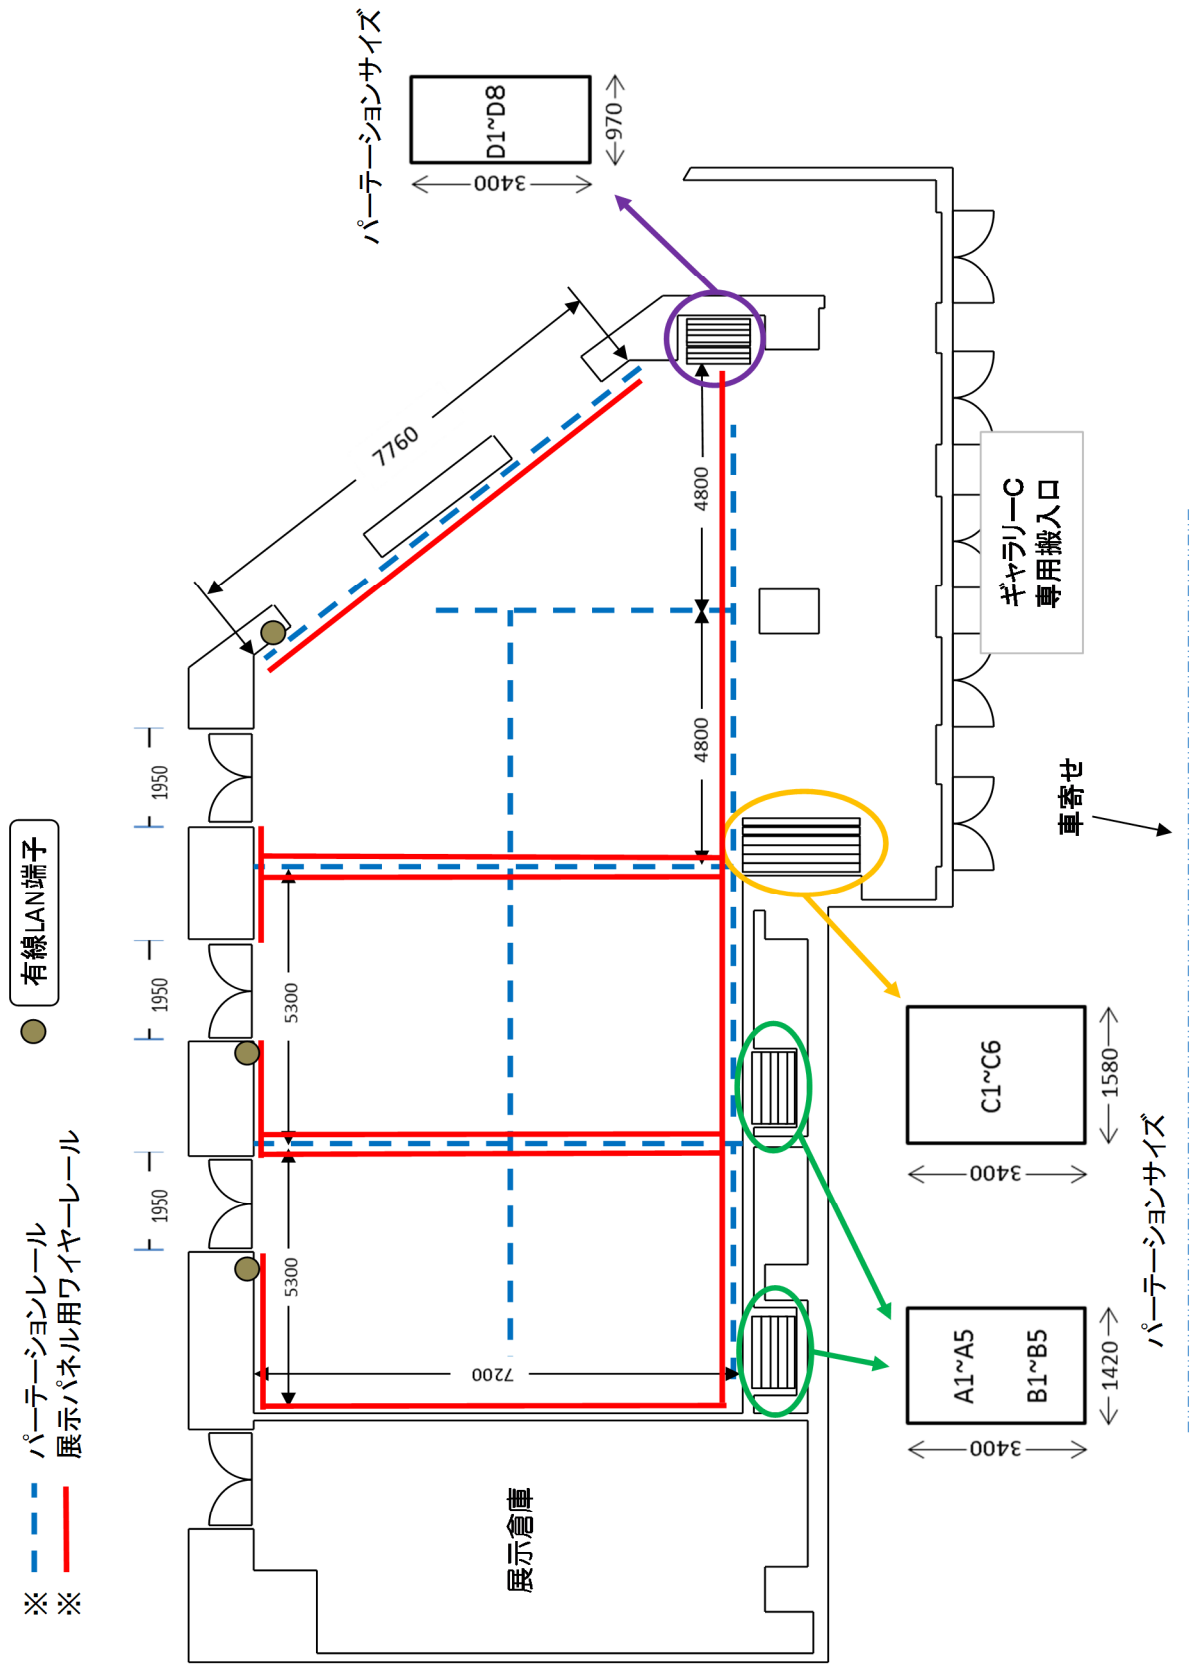 ※ パーテーションレール
※ 展示パネル用ワイヤーレール
有線LAN端子
1950
1950
1950
7760
パーテーションサイズ
D1~D8
3400
970
5300
5300
4800
4800
7200
展示倉庫
ギャラリーC
専用搬入口
車寄せ
A1~A5
B1~B5
3400
1420
C1~C6
3400
1580
パーテーションサイズ